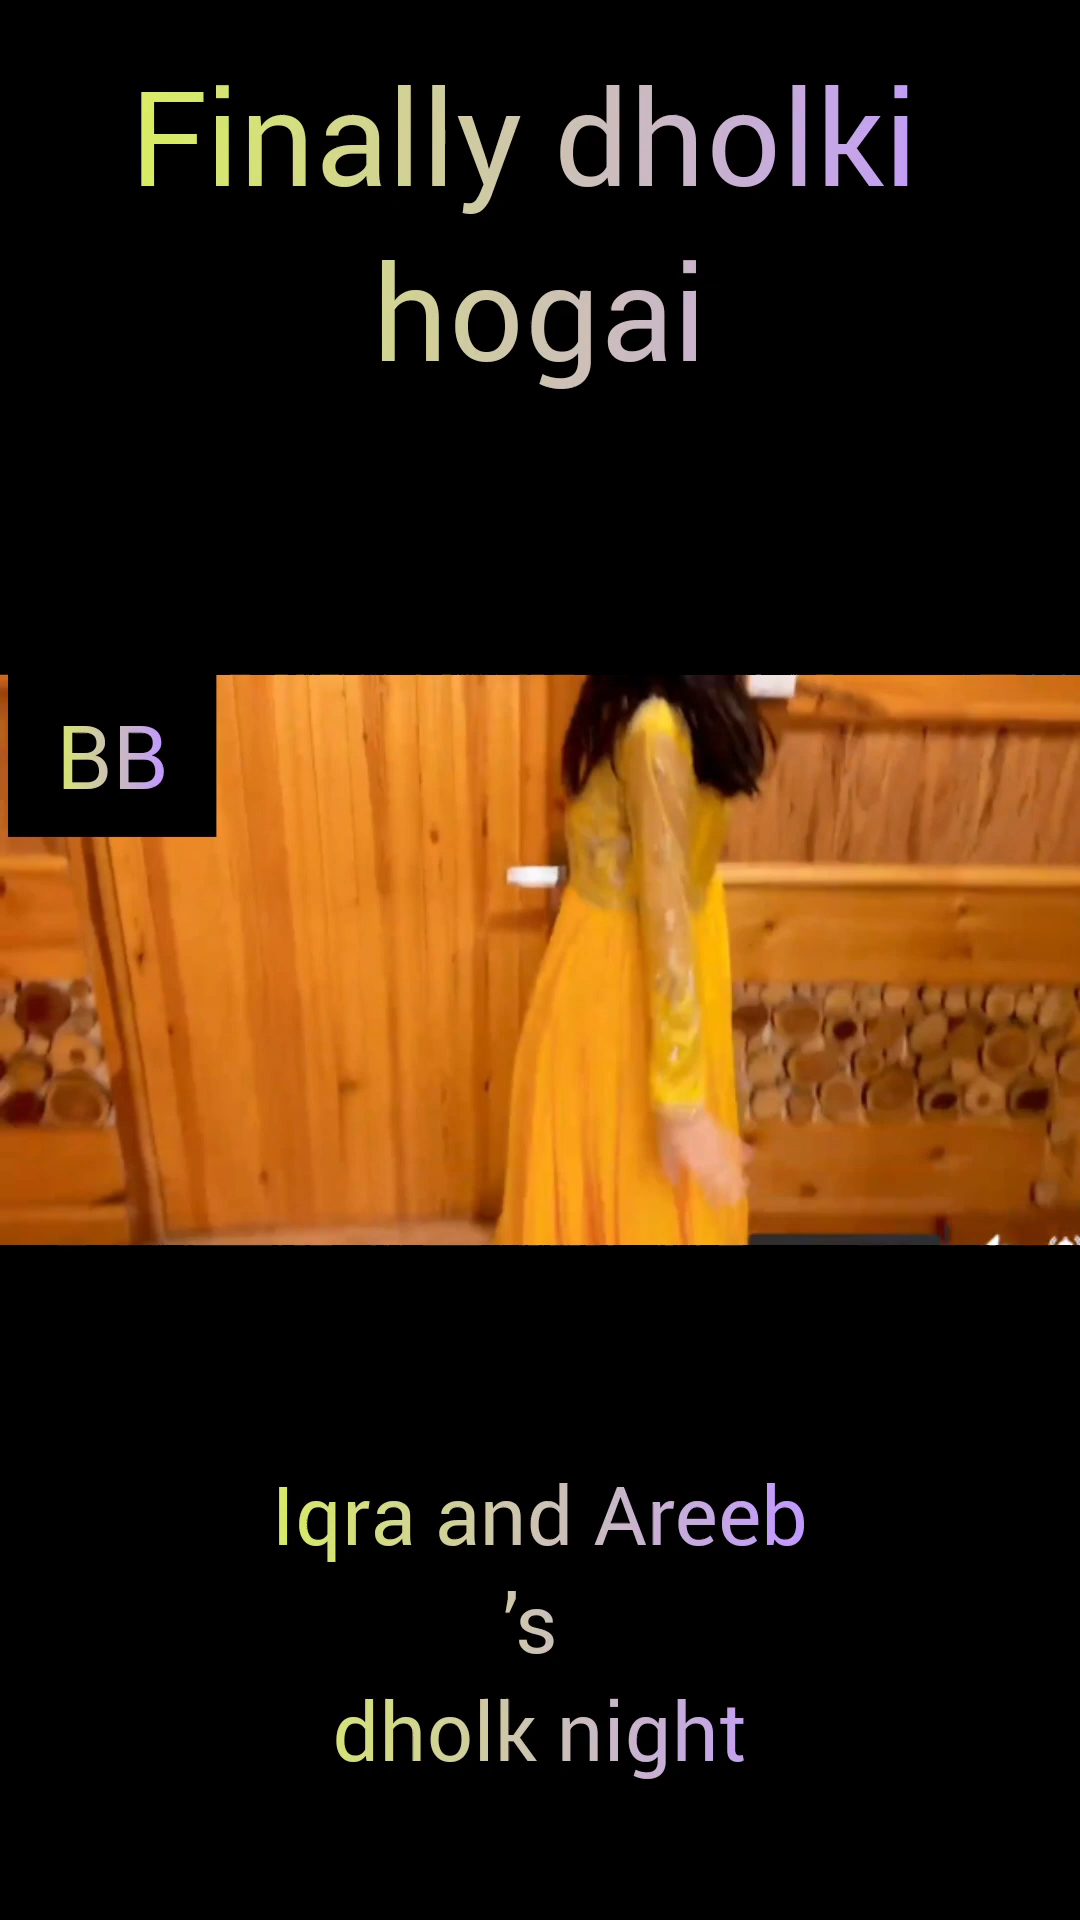 Finally dholki
hogai
BB
Iqra and Areeb
's
dholk night